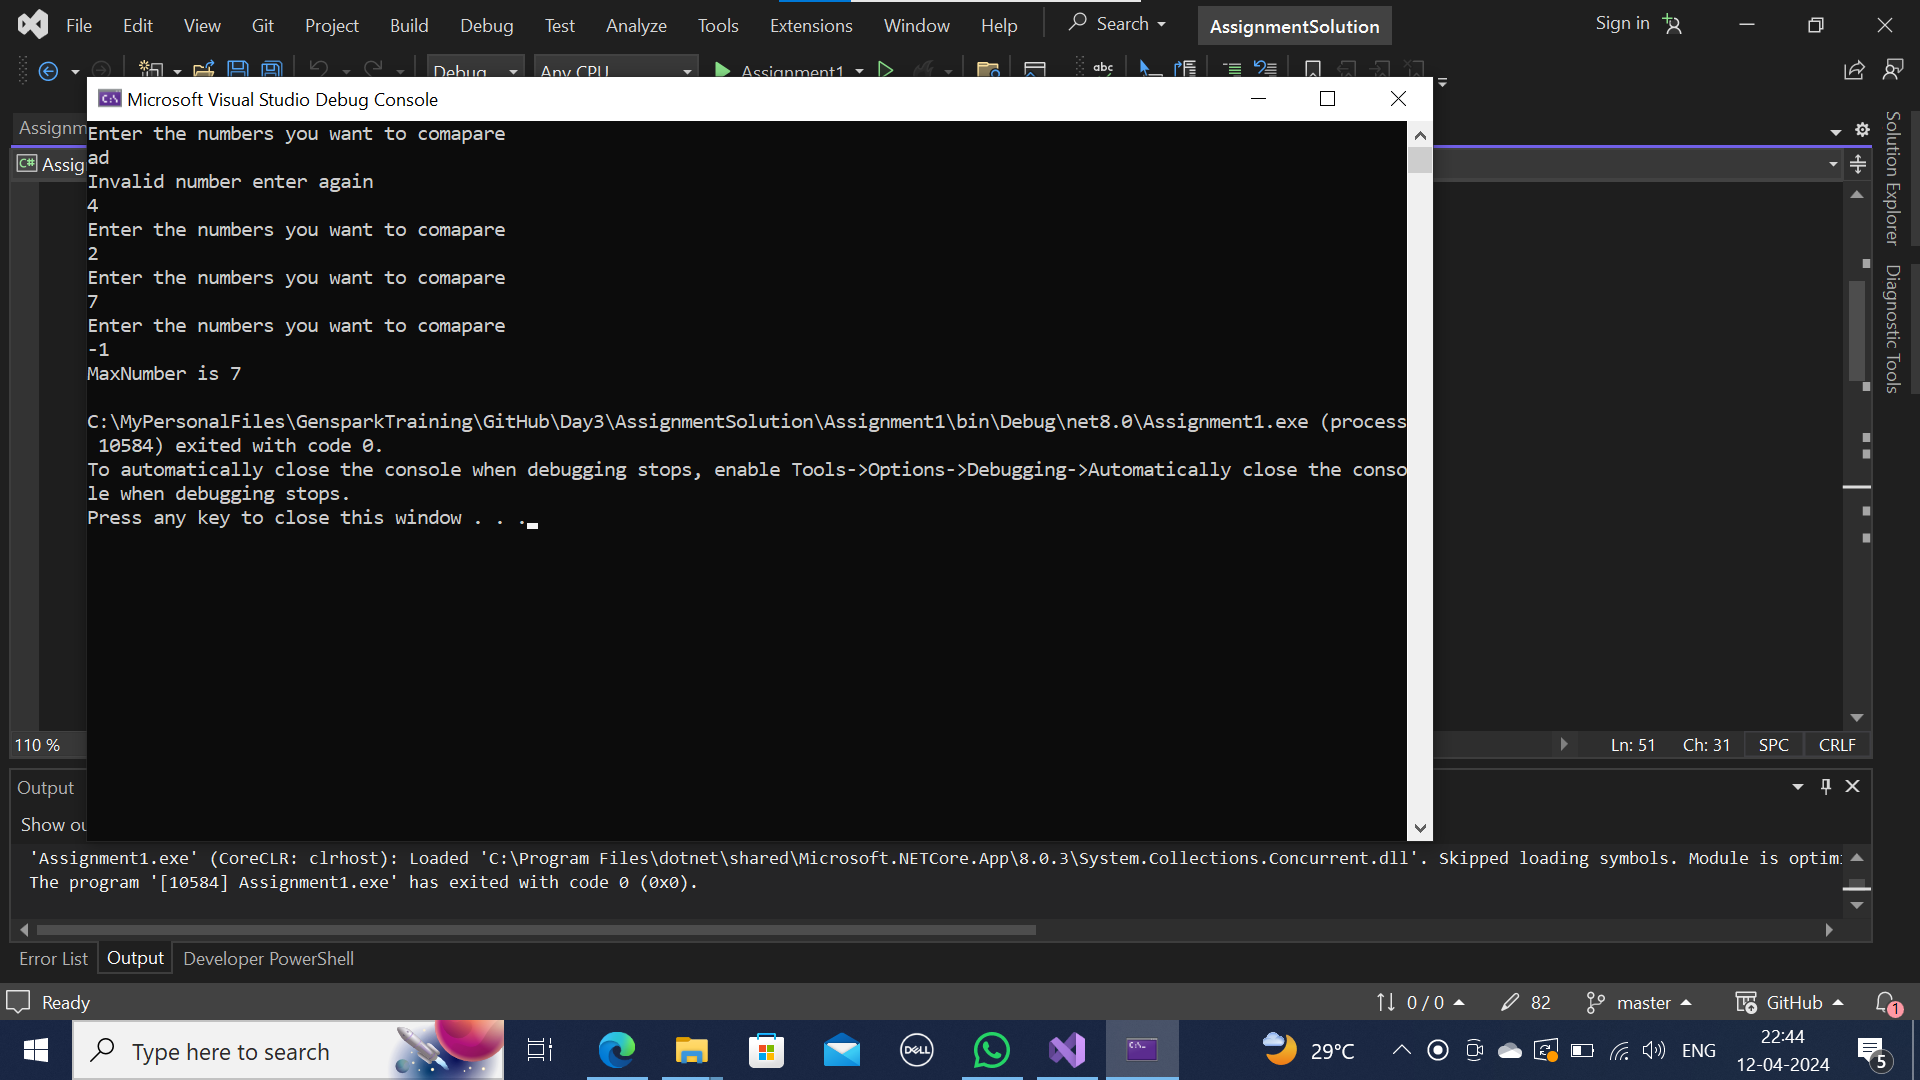 File Edit View Git Project Build Debug Test Analyze Tools Extensions Window Help Search AssignmentSolution Sign in
Debug Any CPU Assignment1 abc
Microsoft Visual Studio Debug Console
Assignm
C# Assig
Enter the numbers you want to comapare
ad
Invalid number enter again
4
Enter the numbers you want to comapare
2
Enter the numbers you want to comapare
7
Enter the numbers you want to comapare
-1
MaxNumber is 7
C:\MyPersonalFiles\GensparkTraining\GitHub\Day3\AssignmentSolution\Assignment1\bin\Debug\net8.0\Assignment1.exe (process
10584) exited with code 0.
To automatically close the console when debugging stops, enable Tools->Options->Debugging->Automatically close the conso
le when debugging stops.
Press any key to close this window . . .
Solution Explorer
Diagnostic Tools
110 % Ln: 51 Ch: 31 SPC CRLF
Output
Show ou
'Assignment1.exe' (CoreCLR: clrhost): Loaded 'C:\Program Files\dotnet\shared\Microsoft.NETCore.App\8.0.3\System.Collections.Concurrent.dll'. Skipped loading symbols. Module is optimi
The program '[10584] Assignment1.exe' has exited with code 0 (0x0).
Error List Output Developer PowerShell
Ready 0 / 0 82 master GitHub 1
Type here to search DELL 29°C ENG 22:44
12-04-2024 5